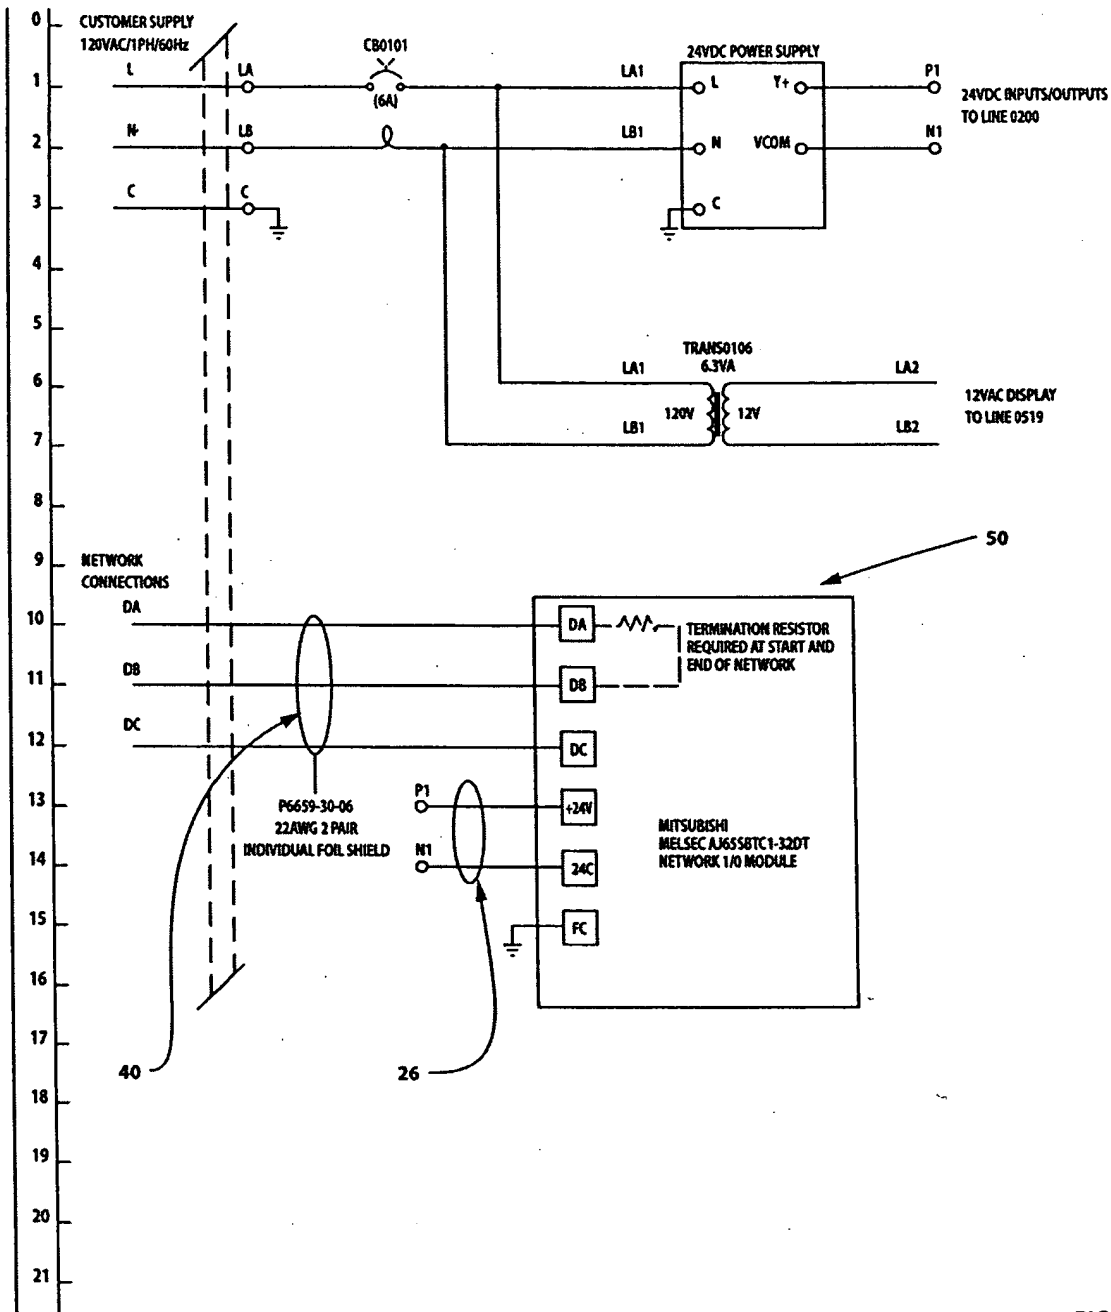 0
CUSTOMER SUPPLY
120VAC/1PH/60Hz
CB0101
24VDC POWER SUPPLY
1
L
LA
(6A)
LA1
L
Y+
P1
24VDC INPUTS/OUTPUTS
TO LINE 0200
2
N
LB
LB1
N
VCOM
N1
3
C
C
C
4
5
TRANS0106
6.3VA
6
LA1
LA2
120V
12V
12VAC DISPLAY
TO LINE 0519
7
LB1
LB2
8
9
NETWORK
CONNECTIONS
50
10
DA
DA
TERMINATION RESISTOR
REQUIRED AT START AND
END OF NETWORK
11
DB
DB
12
DC
DC
13
P6659-30-06
22AWG 2 PAIR
INDIVIDUAL FOIL SHIELD
P1
+24V
MITSUBISHI
MELSEC AJ65SBTC1-32DT
NETWORK 1/0 MODULE
14
N1
24C
15
FC
16
17
40
26
18
19
20
21